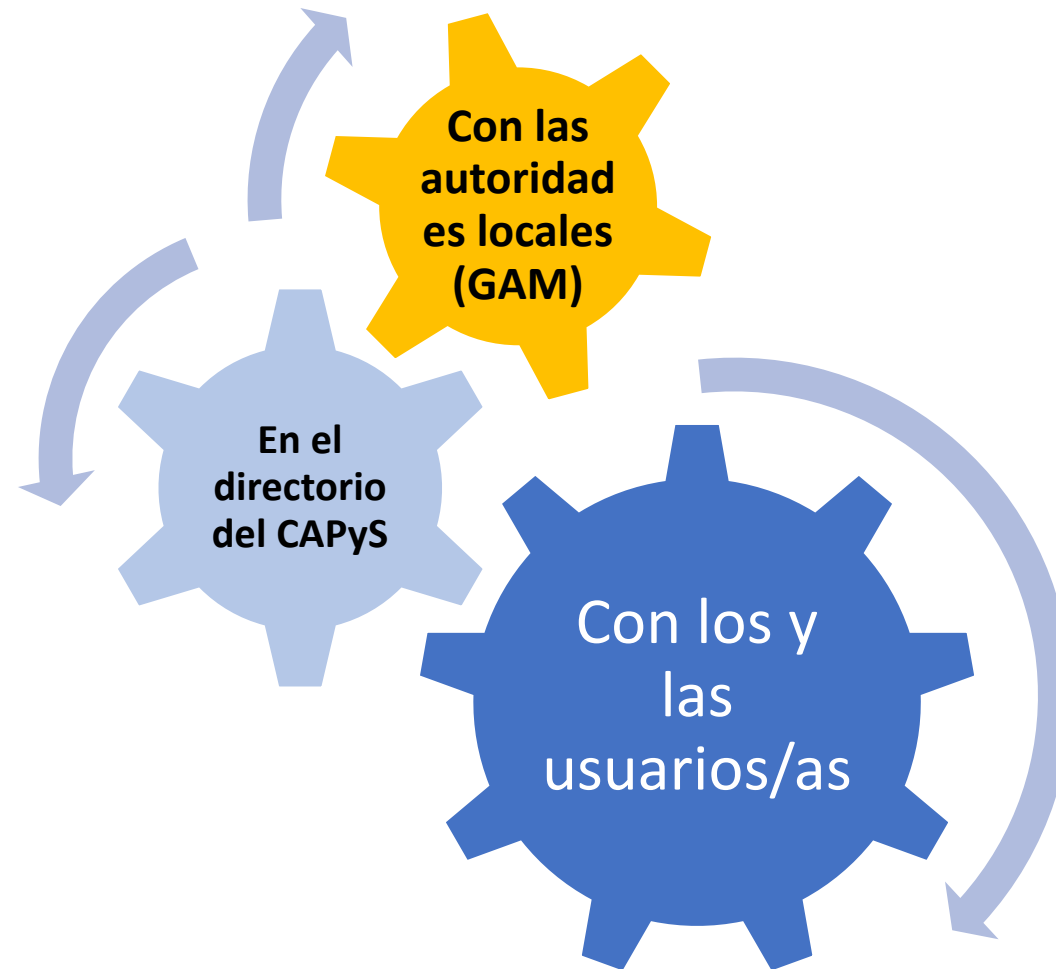 Con las
autoridad
es locales
(GAM)
En el
directorio
del CAPyS
Con los y
las
usuarios/as